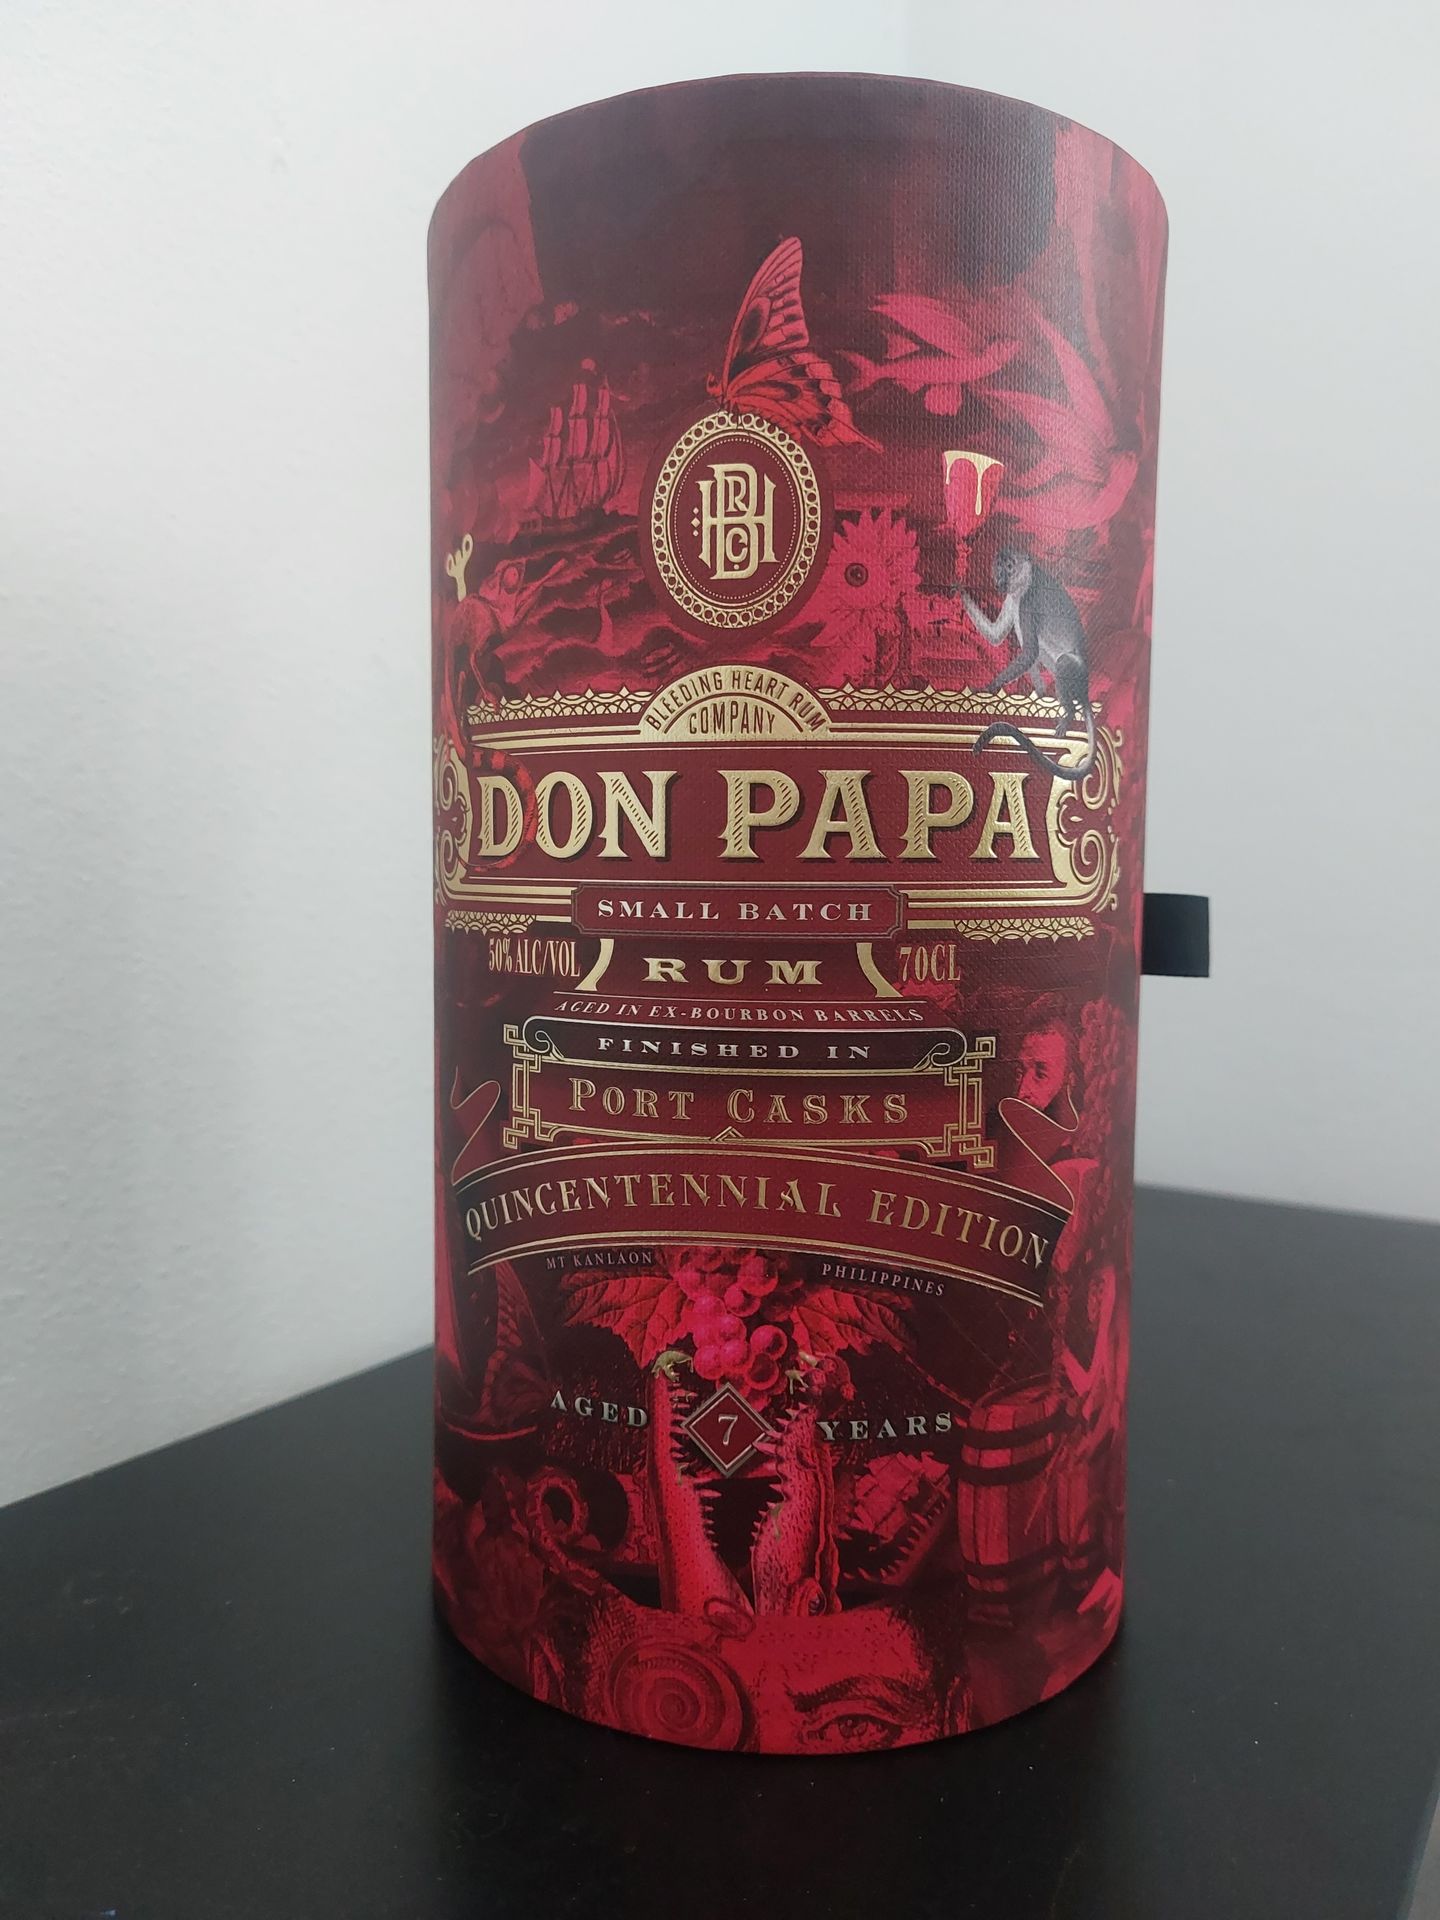 BRHC
BLEEDING HEART RUM
COMPANY
DON PAPA
SMALL BATCH
50% ALC/VOL
RUM
70CL
AGED IN EX-BOURBON BARRELS
FINISHED IN
PORT CASKS
QUINCENTENNIAL EDITION
MT KANLAON
PHILIPPINES
AGED 7 YEARS